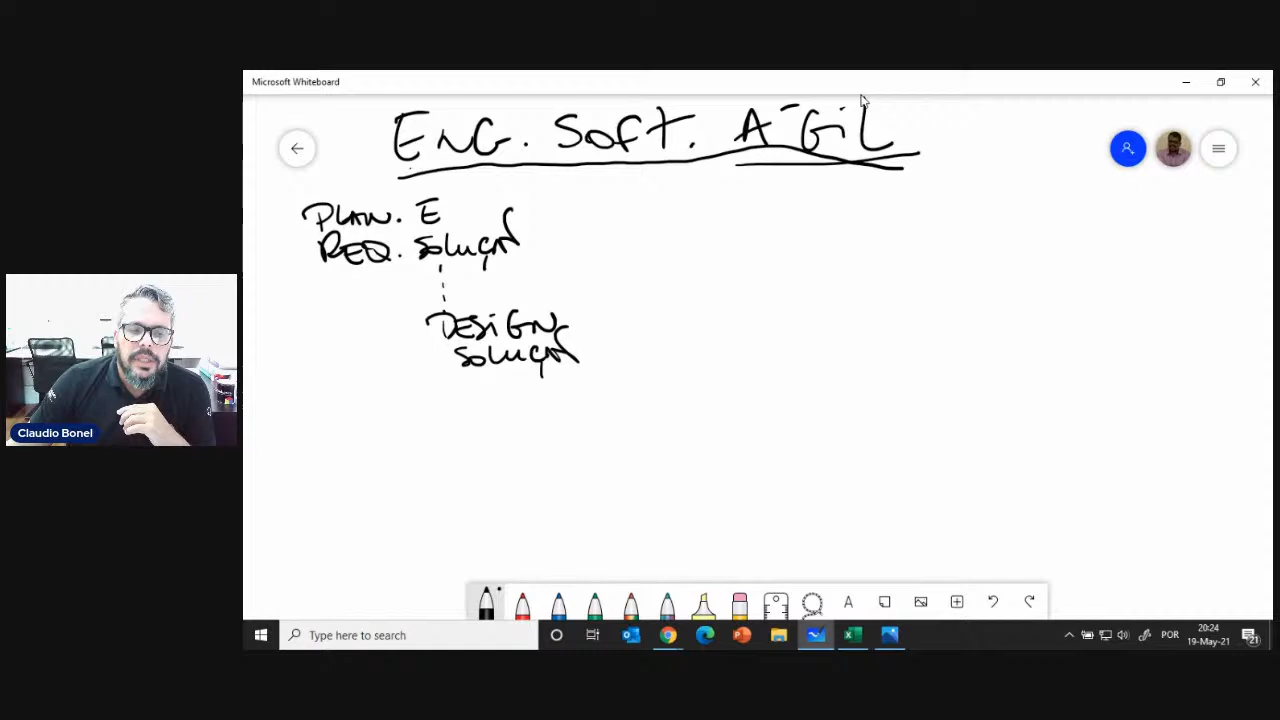 Microsoft Whiteboard
ENG. SOFT. ÁGIL
PLAN. E
REQ. SOLUÇÃO
DESIGN
SOLUÇÃO
Claudio Bonel
A
Type here to search
POR
20:24
19-May-21
21